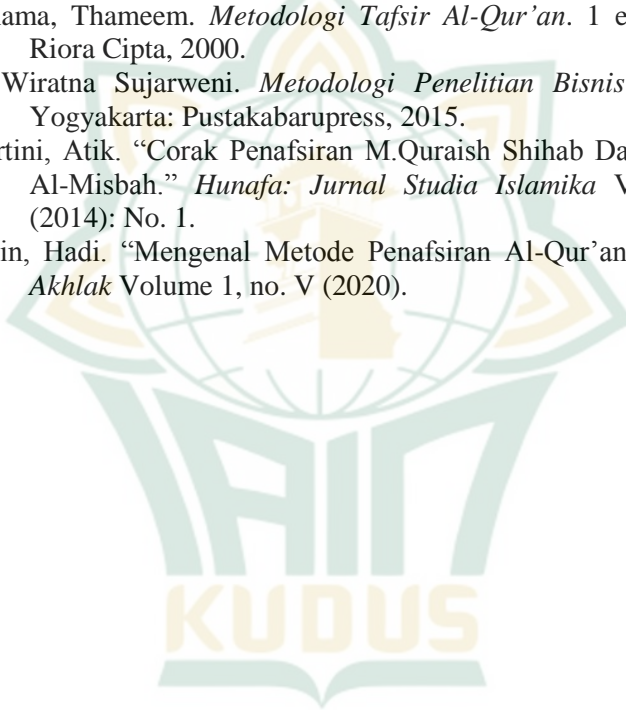 ama, Thameem. Metodologi Tafsir Al-Qur'an. 1 e
Riora Cipta, 2000.
Wiratna Sujarweni. Metodologi Penelitian Bisnis
Yogyakarta: Pustakabarupress, 2015.
rtini, Atik. "Corak Penafsiran M.Quraish Shihab Da
Al-Misbah." Hunafa: Jurnal Studia Islamika V
(2014): No. 1.
in, Hadi. "Mengenal Metode Penafsiran Al-Qur'an
Akhlak Volume 1, no. V (2020).
IAIN
KUDUS